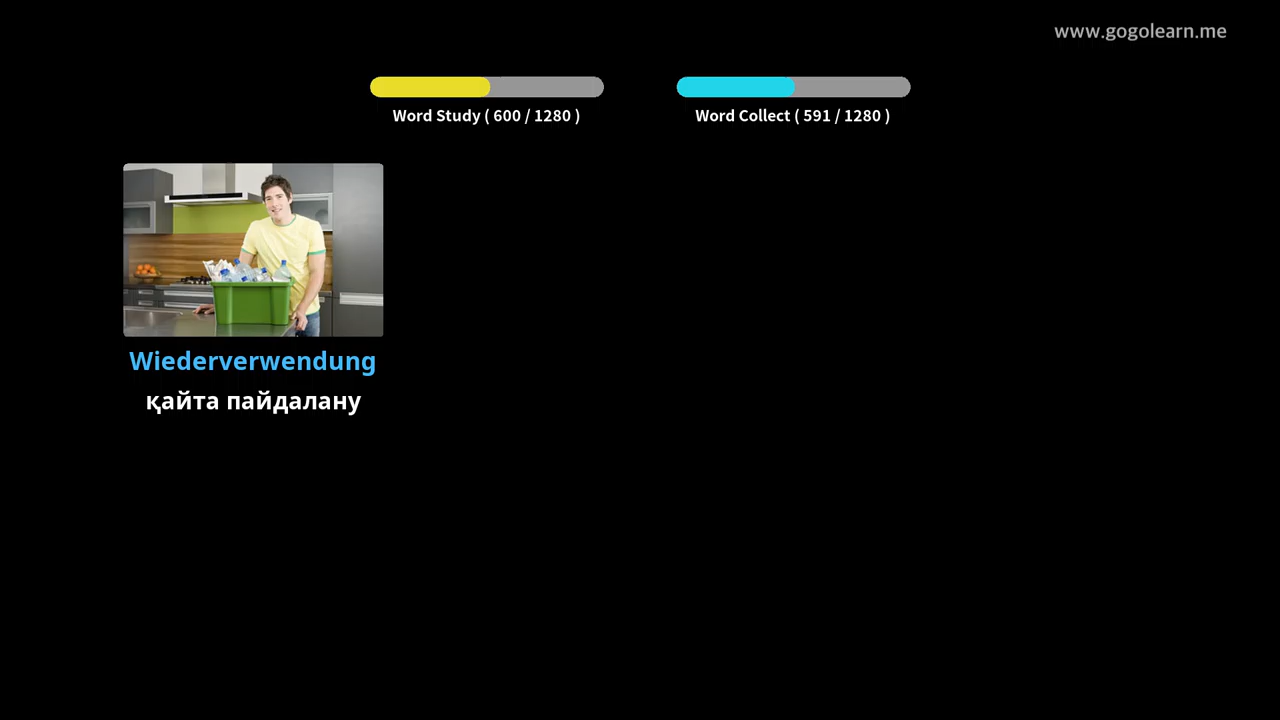 www.gogolearn.me
Word Study ( 600 / 1280 )
Word Collect ( 591 / 1280 )
Wiederverwendung
қайта пайдалану